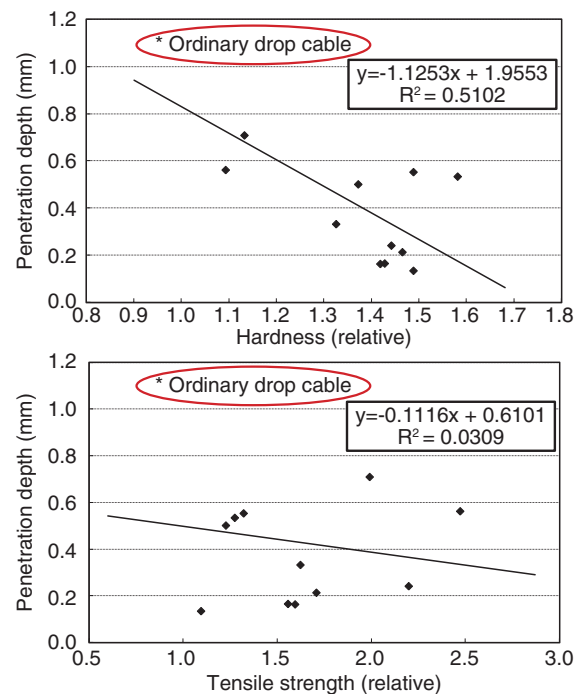 1.2
* Ordinary drop cable
1.0
y=-1.1253x + 1.9553
R² = 0.5102
0.8
0.6
0.4
0.2
0.0
Penetration depth (mm)
0.8 0.9 1.0 1.1 1.2 1.3 1.4 1.5 1.6 1.7 1.8
Hardness (relative)
1.2
* Ordinary drop cable
1.0
y=-0.1116x + 0.6101
R² = 0.0309
0.8
0.6
0.4
0.2
0.0
Penetration depth (mm)
0.5 1.0 1.5 2.0 2.5 3.0
Tensile strength (relative)